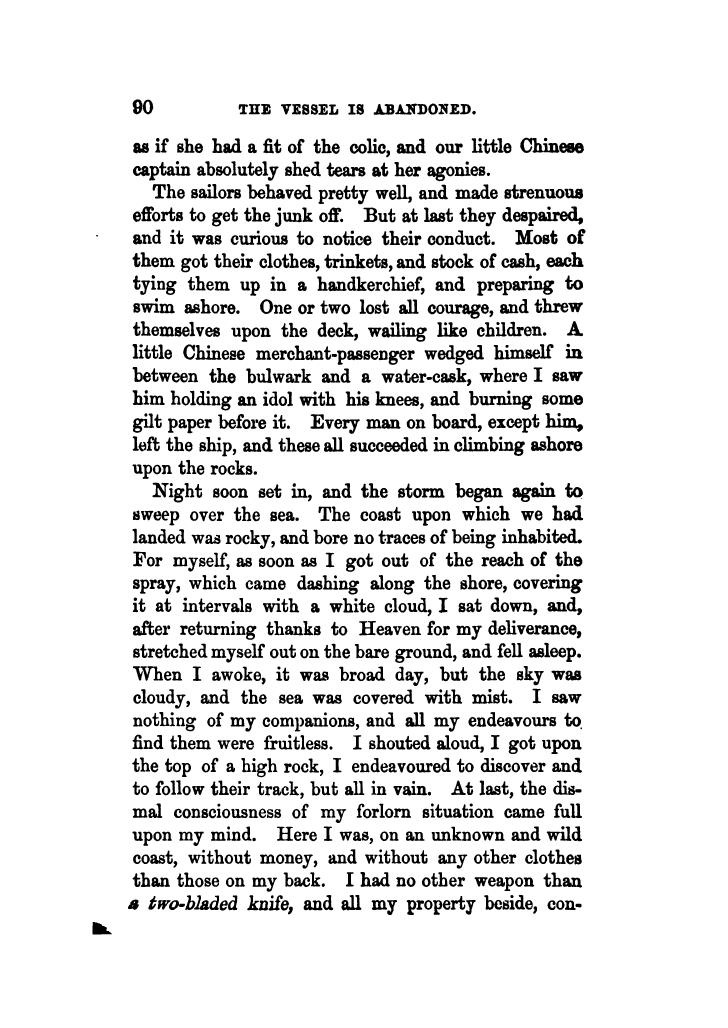 90 THE VESSEL IS ABANDONED.
as if she had a fit of the colic, and our little Chinese
captain absolutely shed tears at her agonies.
The sailors behaved pretty well, and made strenuous
efforts to get the junk off. But at last they despaired,
and it was curious to notice their conduct. Most of
them got their clothes, trinkets, and stock of cash, each
tying them up in a handkerchief, and preparing to
swim ashore. One or two lost all courage, and threw
themselves upon the deck, wailing like children. A
little Chinese merchant-passenger wedged himself in
between the bulwark and a water-cask, where I saw
him holding an idol with his knees, and burning some
gilt paper before it. Every man on board, except him,
left the ship, and these all succeeded in climbing ashore
upon the rocks.
Night soon set in, and the storm began again to
sweep over the sea. The coast upon which we had
landed was rocky, and bore no traces of being inhabited.
For myself, as soon as I got out of the reach of the
spray, which came dashing along the shore, covering
it at intervals with a white cloud, I sat down, and,
after returning thanks to Heaven for my deliverance,
stretched myself out on the bare ground, and fell asleep.
When I awoke, it was broad day, but the sky was
cloudy, and the sea was covered with mist. I saw
nothing of my companions, and all my endeavours to
find them were fruitless. I shouted aloud, I got upon
the top of a high rock, I endeavoured to discover and
to follow their track, but all in vain. At last, the dis-
mal consciousness of my forlorn situation came full
upon my mind. Here I was, on an unknown and wild
coast, without money, and without any other clothes
than those on my back. I had no other weapon than
a two-bladed knife, and all my property beside, con-